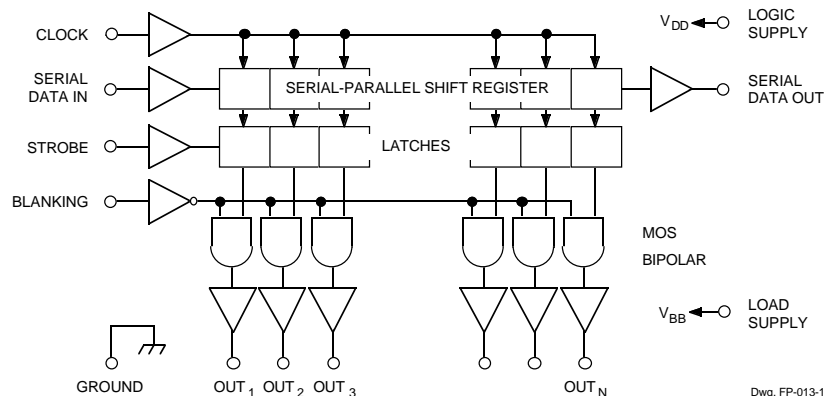 CLOCK
V_DD
LOGIC
SUPPLY
SERIAL
DATA IN
SERIAL-PARALLEL SHIFT REGISTER
SERIAL
DATA OUT
STROBE
LATCHES
BLANKING
MOS
BIPOLAR
V_BB
LOAD
SUPPLY
GROUND
OUT_1
OUT_2
OUT_3
OUT_N
Dwg. FP-013-1